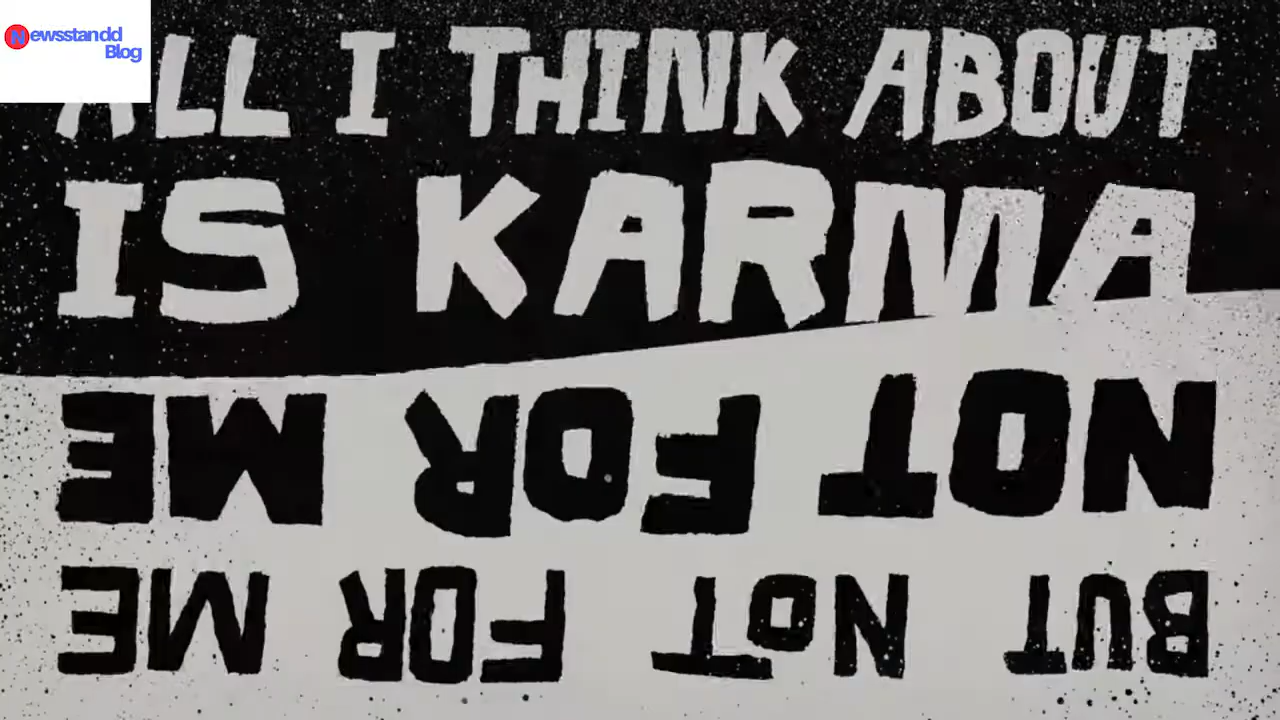 Newsstandd
Blog
ALL I THINK ABOUT
IS KARMA
BUT NOT FOR ME
NOT FOR ME